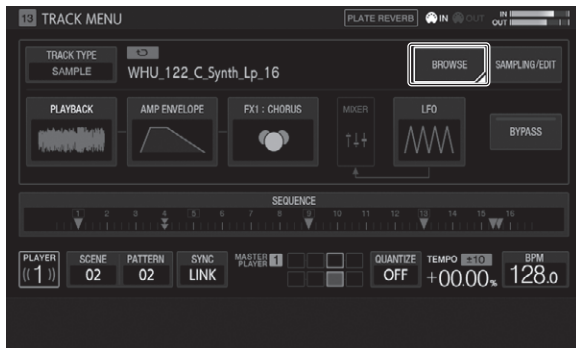 13 TRACK MENU
PLATE REVERB
IN
OUT
IN
OUT
TRACK TYPE
SAMPLE
WHU_122_C_Synth_Lp_16
BROWSE
SAMPLING/EDIT
PLAYBACK
AMP ENVELOPE
FX1 : CHORUS
MIXER
LFO
BYPASS
SEQUENCE
1 2 3 4 5 6 7 8 9 10 11 12 13 14 15 16
PLAYER
((1))
SCENE
02
PATTERN
02
SYNC
LINK
MASTER PLAYER 1
QUANTIZE
OFF
TEMPO ±10
+00.00%
BPM
128.0